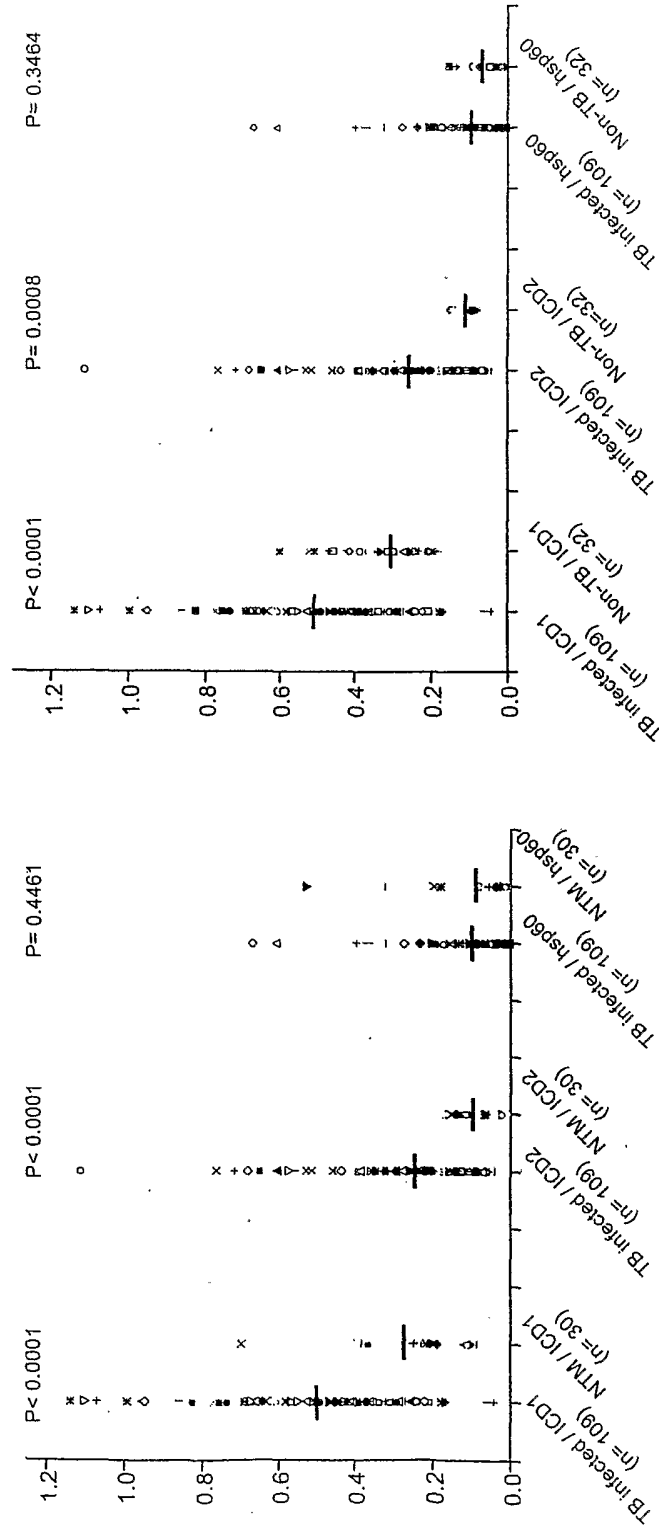 P< 0.0001
P< 0.0001
P= 0.4461
1.2
1.0
0.8
0.6
0.4
0.2
0.0
TB infected / ICD1
(n= 109)
NTM / ICD1
(n= 30)
TB infected / ICD2
(n= 109)
NTM / ICD2
(n= 30)
TB infected / hsp60
(n= 109)
NTM / hsp60
(n= 30)
P< 0.0001
P= 0.0008
P= 0.3464
1.2
1.0
0.8
0.6
0.4
0.2
0.0
TB infected / ICD1
(n= 109)
Non-TB / ICD1
(n= 32)
TB infected / ICD2
(n= 109)
Non-TB / ICD2
(n=32)
TB infected / hsp60
(n= 109)
Non-TB / hsp60
(n= 32)